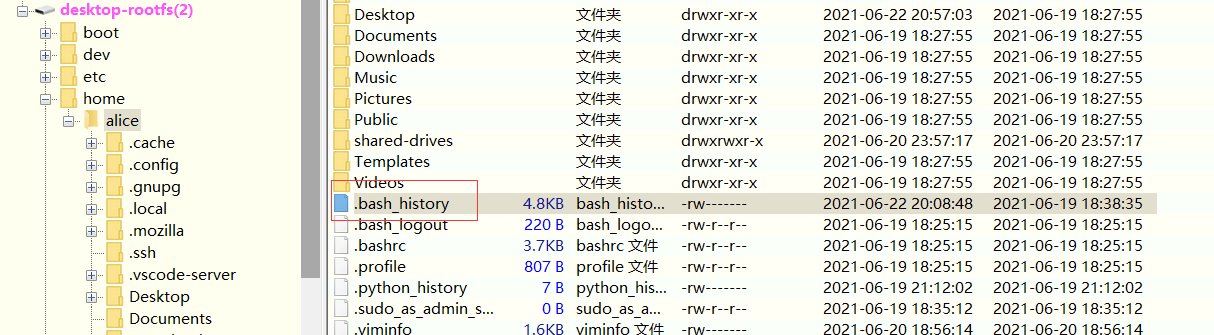 desktop-rootfs(2)
boot
dev
etc
home
alice
.cache
.config
.gnupg
.local
.mozilla
.ssh
.vscode-server
Desktop
Documents
Desktop 文件夹 drwxr-xr-x 2021-06-22 20:57:03 2021-06-19 18:27:55
Documents 文件夹 drwxr-xr-x 2021-06-19 18:27:55 2021-06-19 18:27:55
Downloads 文件夹 drwxr-xr-x 2021-06-19 18:27:55 2021-06-19 18:27:55
Music 文件夹 drwxr-xr-x 2021-06-19 18:27:55 2021-06-19 18:27:55
Pictures 文件夹 drwxr-xr-x 2021-06-19 18:27:55 2021-06-19 18:27:55
Public 文件夹 drwxr-xr-x 2021-06-19 18:27:55 2021-06-19 18:27:55
shared-drives 文件夹 drwxrwxr-x 2021-06-20 23:57:17 2021-06-20 23:57:17
Templates 文件夹 drwxr-xr-x 2021-06-19 18:27:55 2021-06-19 18:27:55
Videos 文件夹 drwxr-xr-x 2021-06-19 18:27:55 2021-06-19 18:27:55
.bash_history 4.8KB bash_histo... -rw------- 2021-06-22 20:08:48 2021-06-19 18:38:35
.bash_logout 220 B bash_logo... -rw-r--r-- 2021-06-19 18:25:15 2021-06-19 18:25:15
.bashrc 3.7KB bashrc 文件 -rw-r--r-- 2021-06-19 18:25:15 2021-06-19 18:25:15
.profile 807 B profile 文件 -rw-r--r-- 2021-06-19 18:25:15 2021-06-19 18:25:15
.python_history 7 B python_his... -rw------- 2021-06-19 21:12:02 2021-06-19 21:12:02
.sudo_as_admin_s... 0 B sudo_as_a... -rw-r--r-- 2021-06-19 18:35:12 2021-06-19 18:35:12
.viminfo 1.6KB viminfo 文件 -rw------- 2021-06-20 18:56:14 2021-06-20 18:56:14